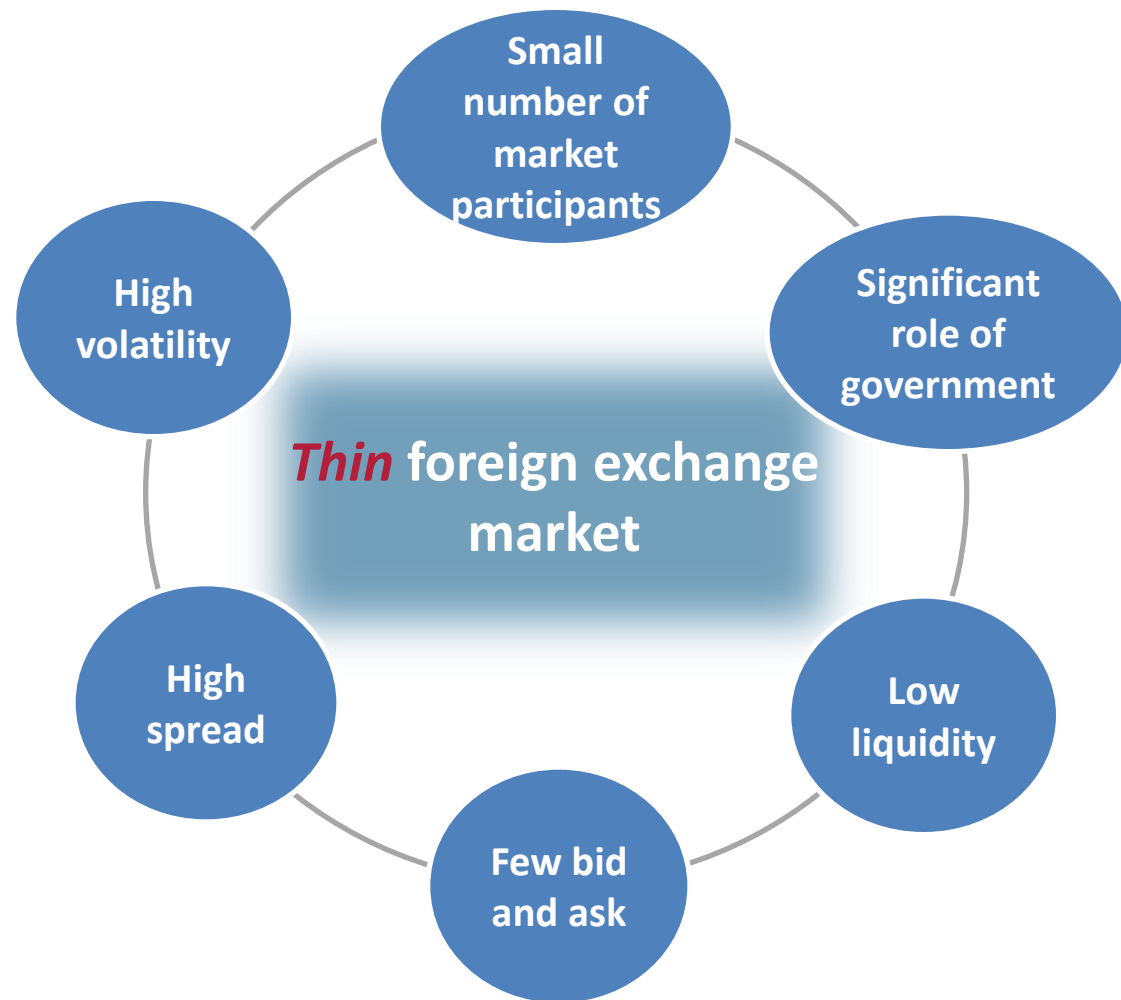 Small
number of
market
participants
Significant
role of
government
Low
liquidity
Few bid
and ask
High
spread
High
volatility
Thin foreign exchange
market